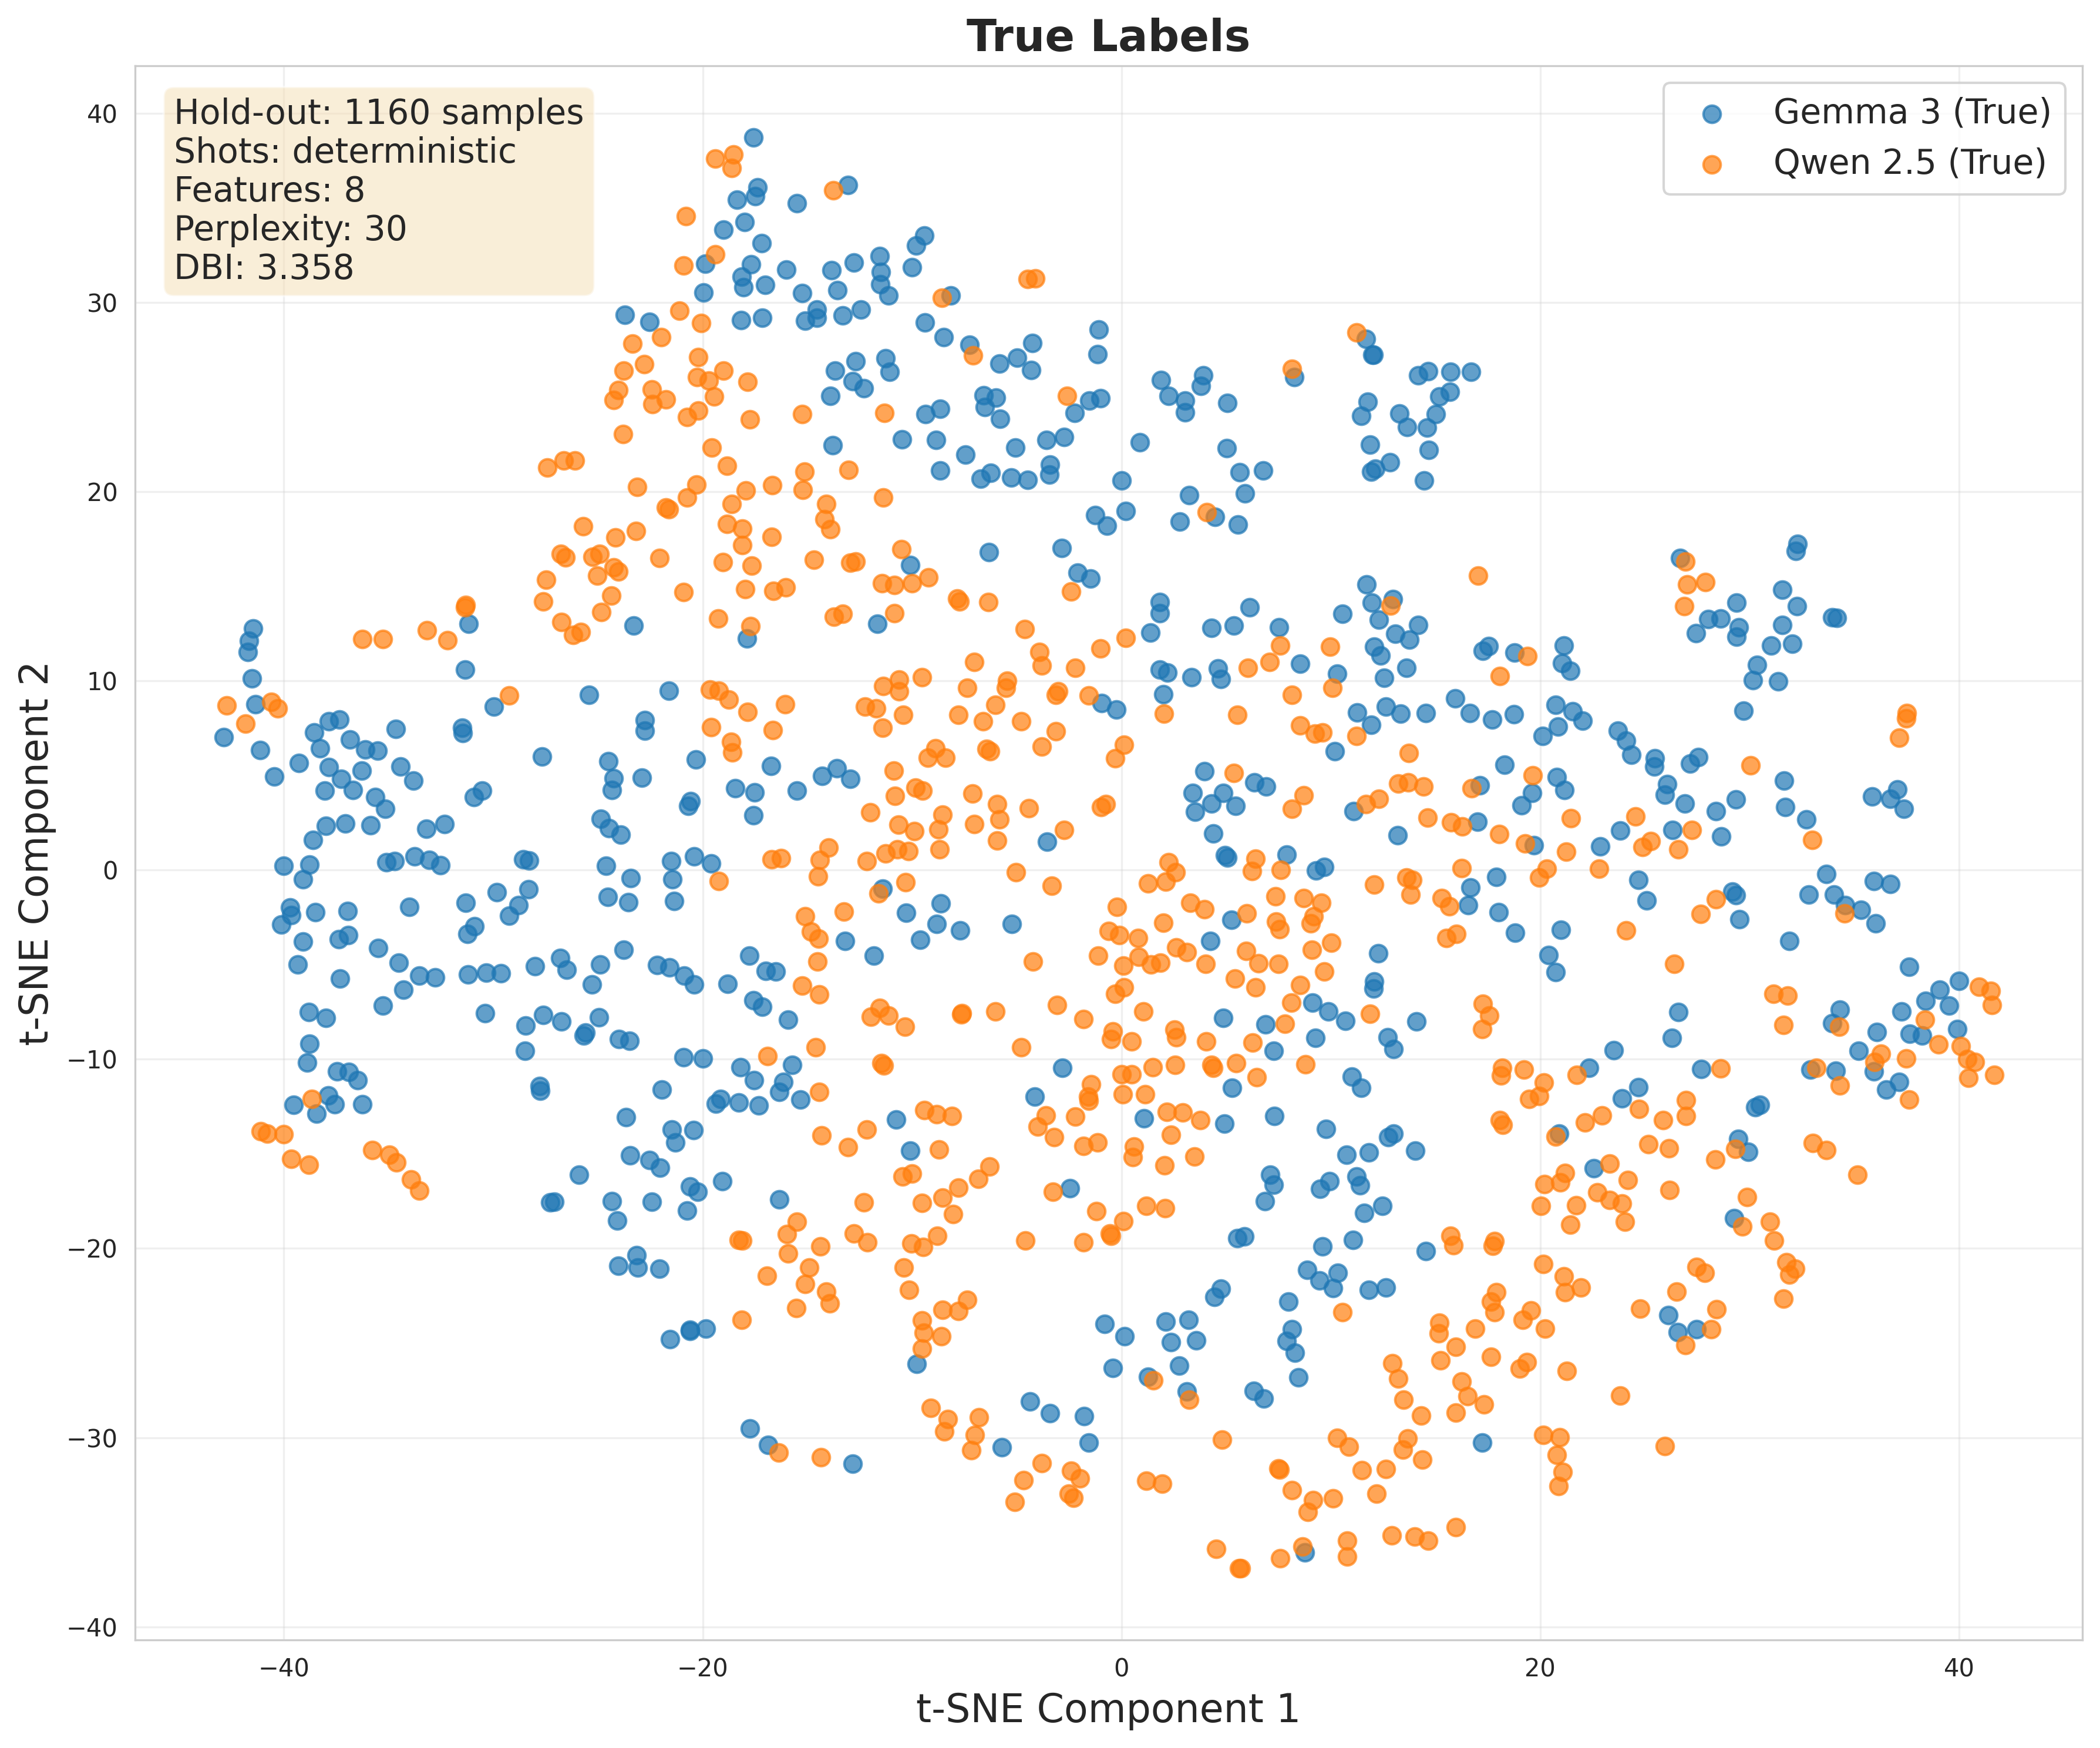 True Labels
Hold-out: 1160 samples
Shots: deterministic
Features: 8
Perplexity: 30
DBI: 3.358
Gemma 3 (True)
Qwen 2.5 (True)
t-SNE Component 2
40
30
20
10
0
−10
−20
−30
−40
−40
−20
0
20
40
t-SNE Component 1